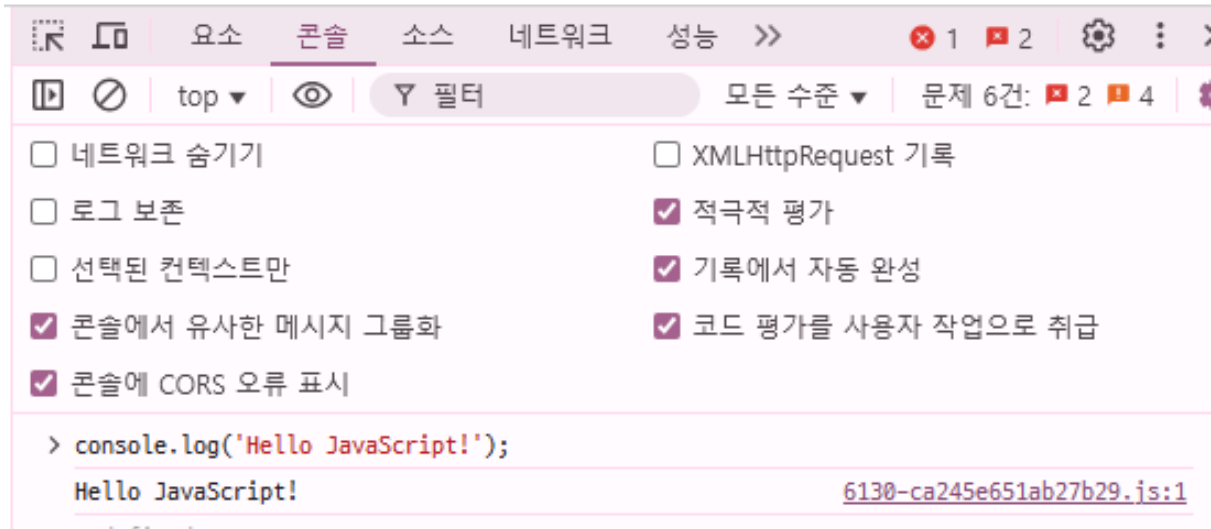 요소 콘솔 소스 네트워크 성능 1 2
top 필터 모든 수준 문제 6건: 2 4
네트워크 숨기기 XMLHttpRequest 기록
로그 보존 적극적 평가
선택된 컨텍스트만 기록에서 자동 완성
콘솔에서 유사한 메시지 그룹화 코드 평가를 사용자 작업으로 취급
콘솔에 CORS 오류 표시
> console.log('Hello JavaScript!');
Hello JavaScript! 6130-ca245e651ab27b29.js:1